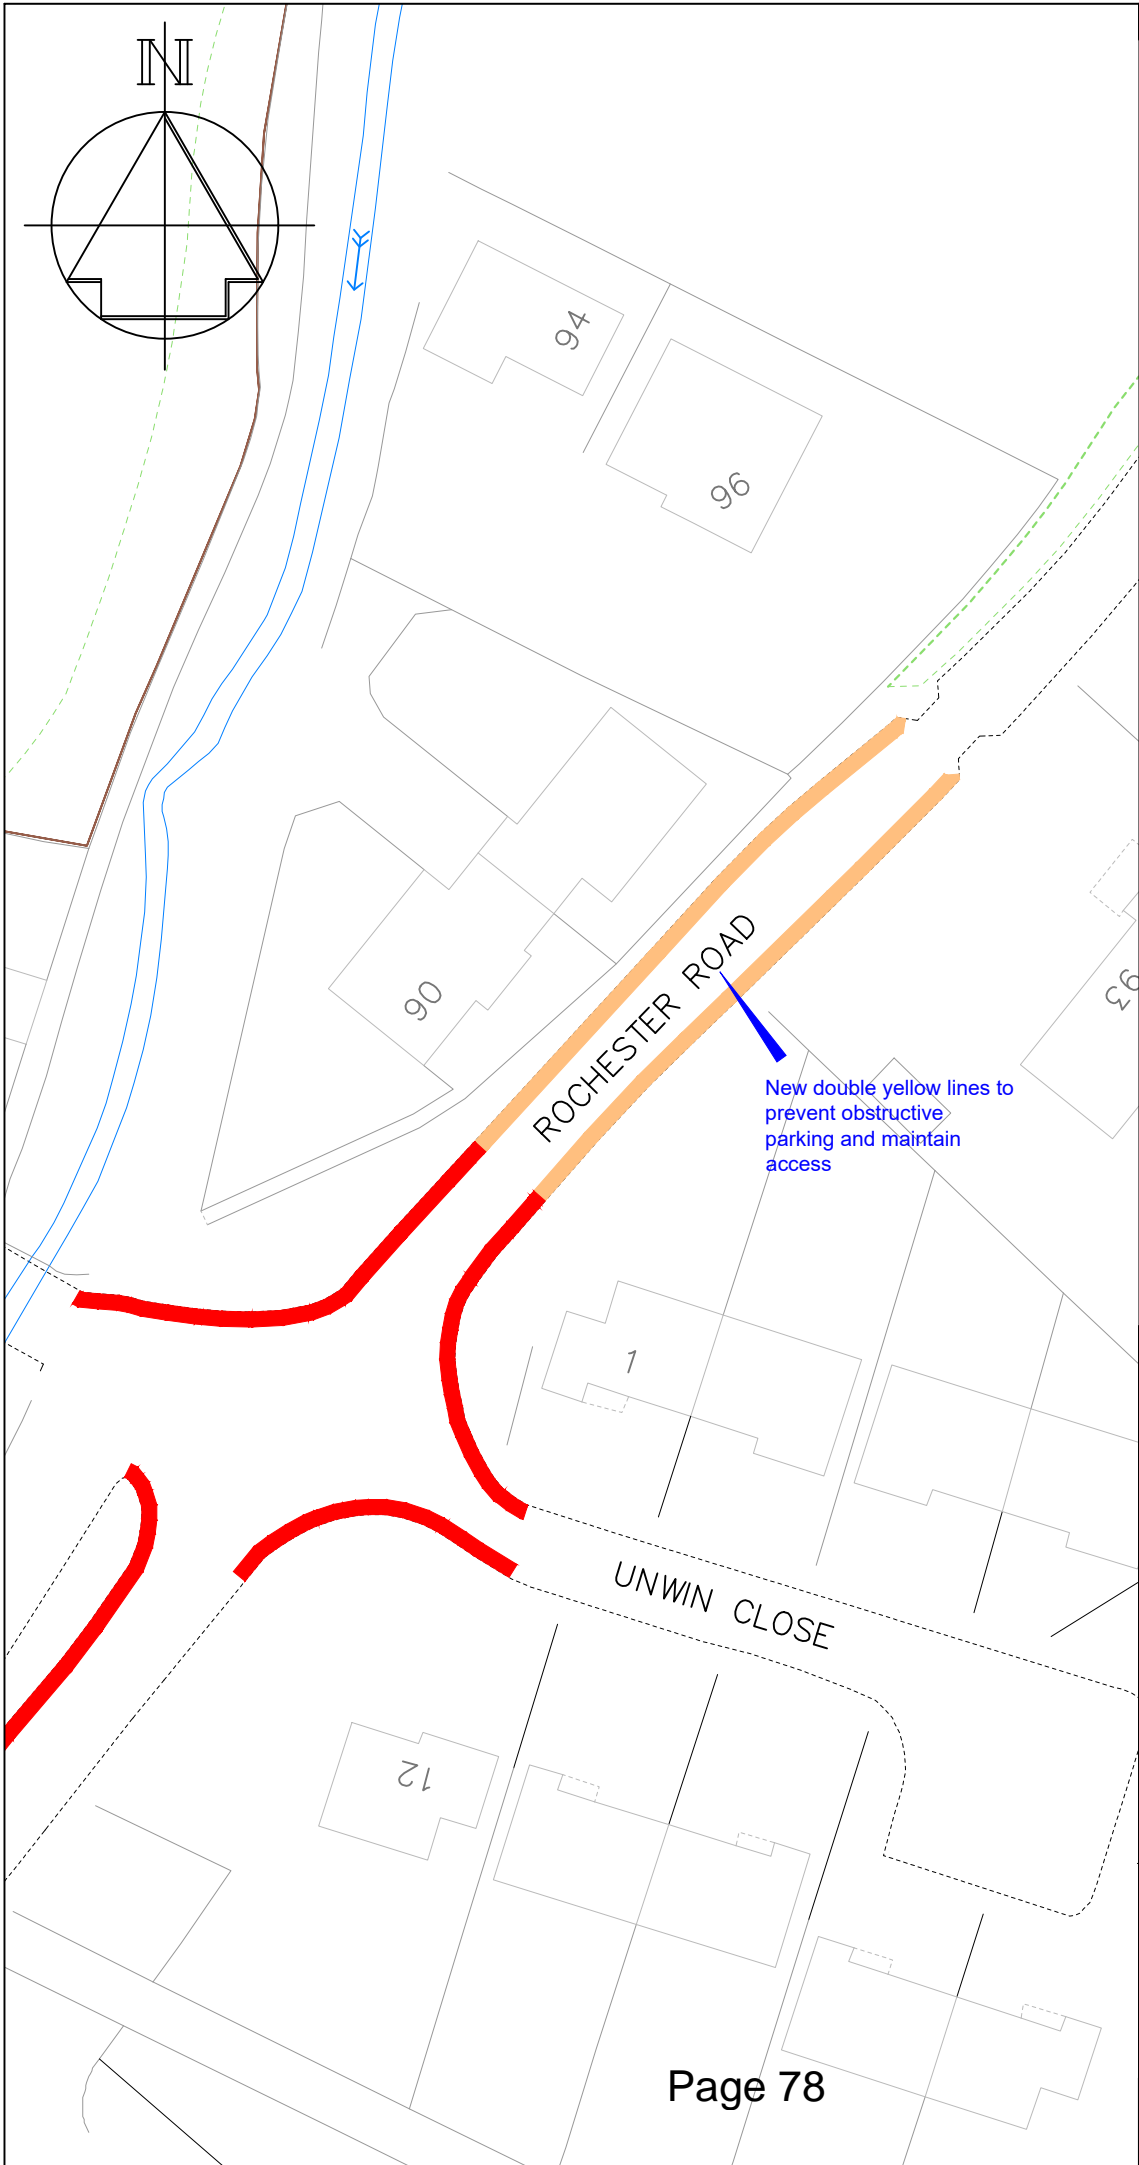 N
94
96
90
ROCHESTER ROAD
93
New double yellow lines to
prevent obstructive
parking and maintain
access
1
UNWIN CLOSE
12
Page 78